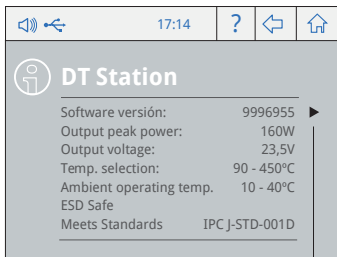 17:14 ?
DT Station
Software versión: 9996955
Output peak power: 160W
Output voltage: 23,5V
Temp. selection: 90 - 450ºC
Ambient operating temp. 10 - 40ºC
ESD Safe
Meets Standards IPC J-STD-001D